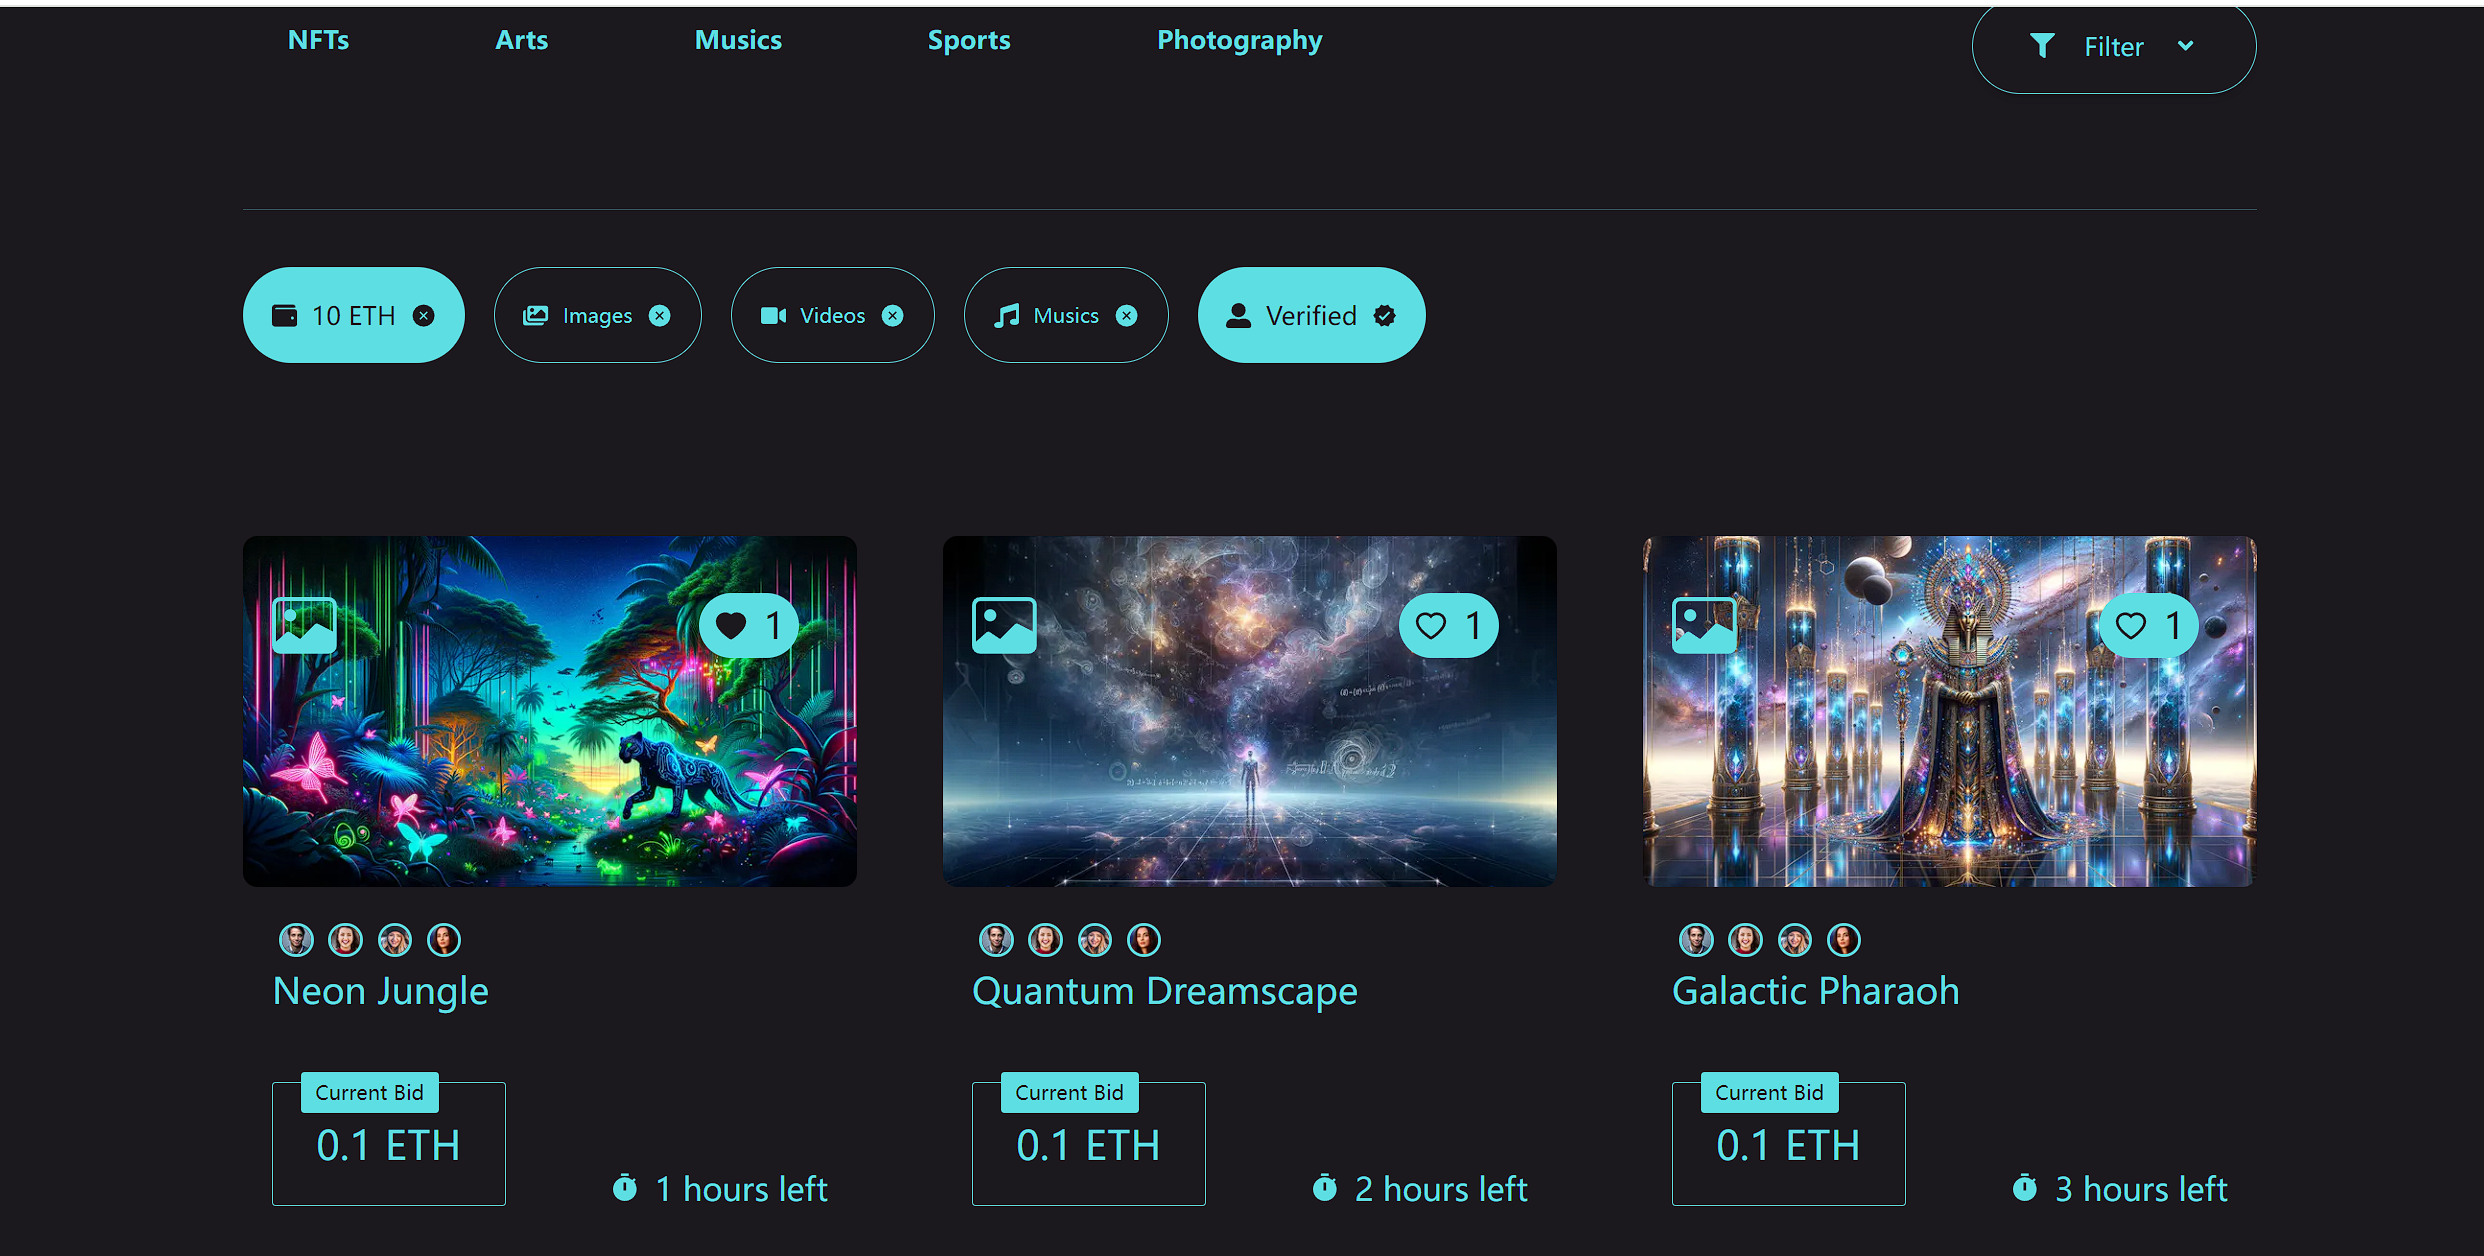 NFTs Arts Musics Sports Photography Filter
10 ETH Images Videos Musics Verified
1 1 1
Neon Jungle
Current Bid
0.1 ETH
1 hours left
Quantum Dreamscape
Current Bid
0.1 ETH
2 hours left
Galactic Pharaoh
Current Bid
0.1 ETH
3 hours left